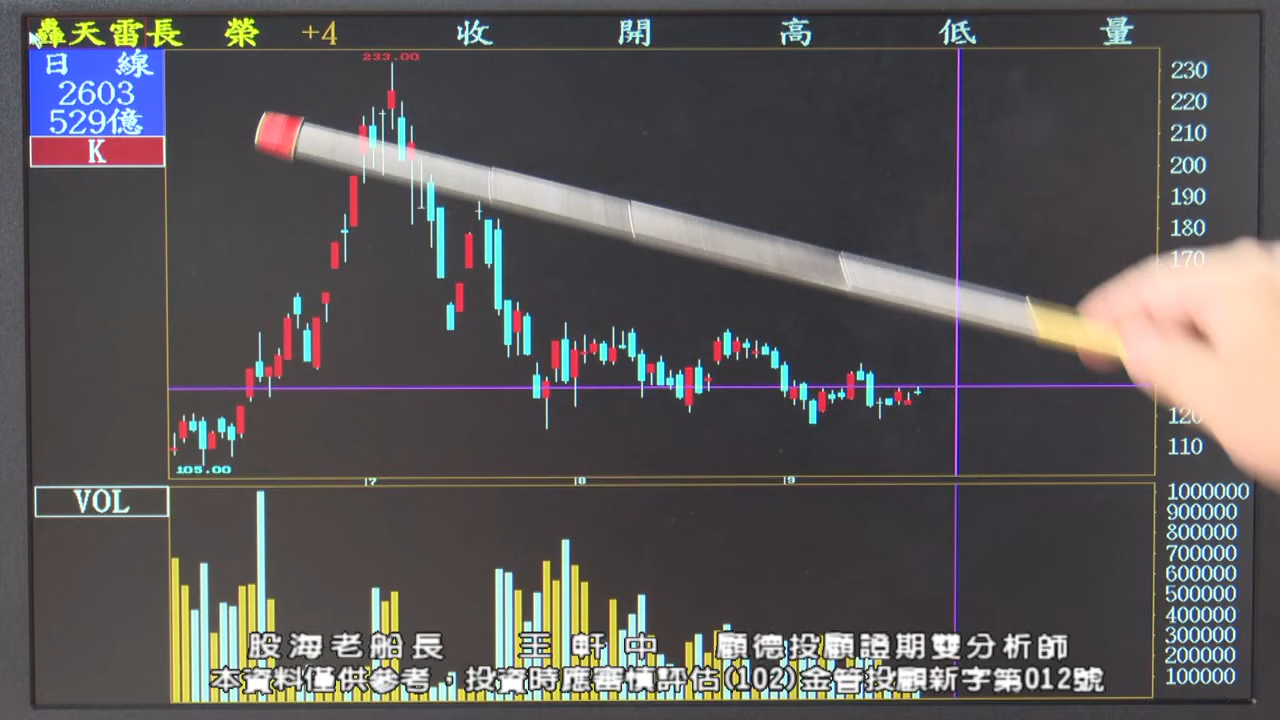 轟天雷長 榮 +4 收 開 高 低 量
日 線
2603
529億
K
233.00
230
220
210
200
190
180
170
120
110
105.00
7 8 9
VOL
1000000
900000
800000
700000
600000
500000
400000
300000
200000
100000
股海老船長 王軒中 顧德投顧證期雙分析師
本資料僅供參考，投資時應審慎評估(102)金管投顧新字第012號